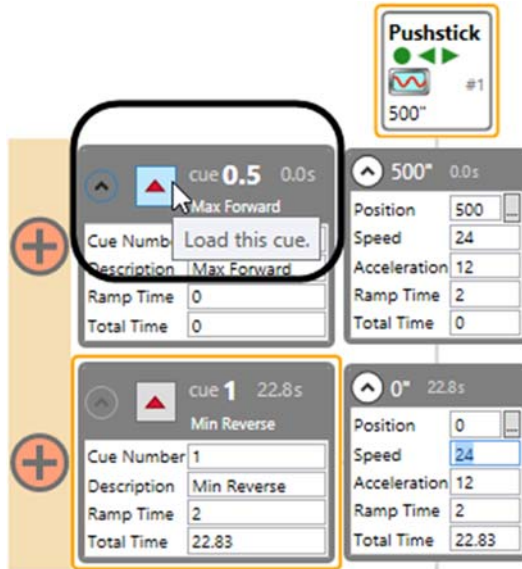 Pushstick
#1
500"
cue 0.5 0.0s
Max Forward
Load this cue.
Cue Numb
Description Max Forward
Ramp Time 0
Total Time 0
500" 0.0s
Position 500 ...
Speed 24
Acceleration 12
Ramp Time 2
Total Time 0
cue 1 22.8s
Min Reverse
Cue Number 1
Description Min Reverse
Ramp Time 2
Total Time 22.83
0" 22.8s
Position 0 ...
Speed 24
Acceleration 12
Ramp Time 2
Total Time 22.83